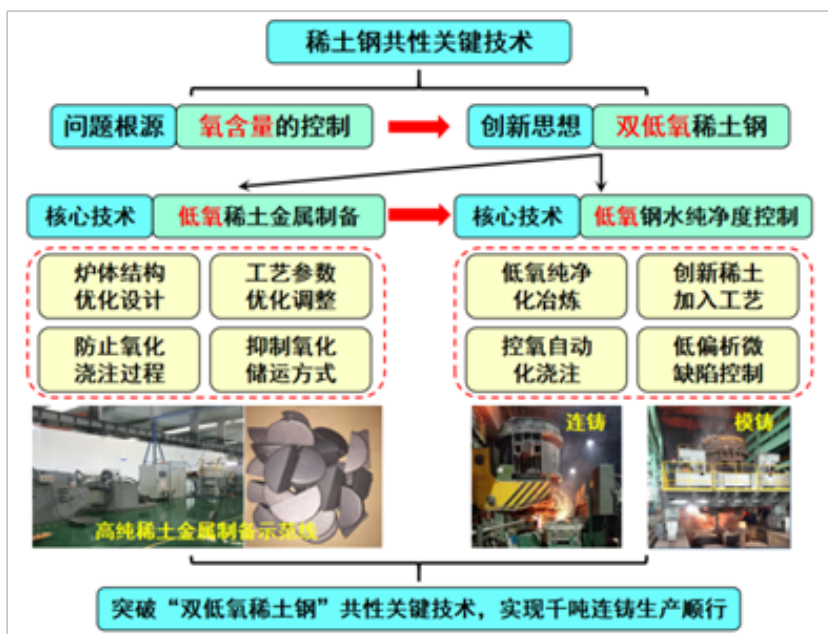 稀土钢共性关键技术
问题根源 氧含量的控制 创新思想 双低氧稀土钢
核心技术 低氧稀土金属制备 核心技术 低氧钢水纯净度控制
炉体结构
优化设计
工艺参数
优化调整
防止氧化
浇注过程
抑制氧化
储运方式
低氧纯净
化冶炼
创新稀土
加入工艺
控氧自动
化浇注
低偏析微
缺陷控制
高纯稀土金属制备示范线
连铸
模铸
突破“双低氧稀土钢”共性关键技术，实现千吨连铸生产顺行